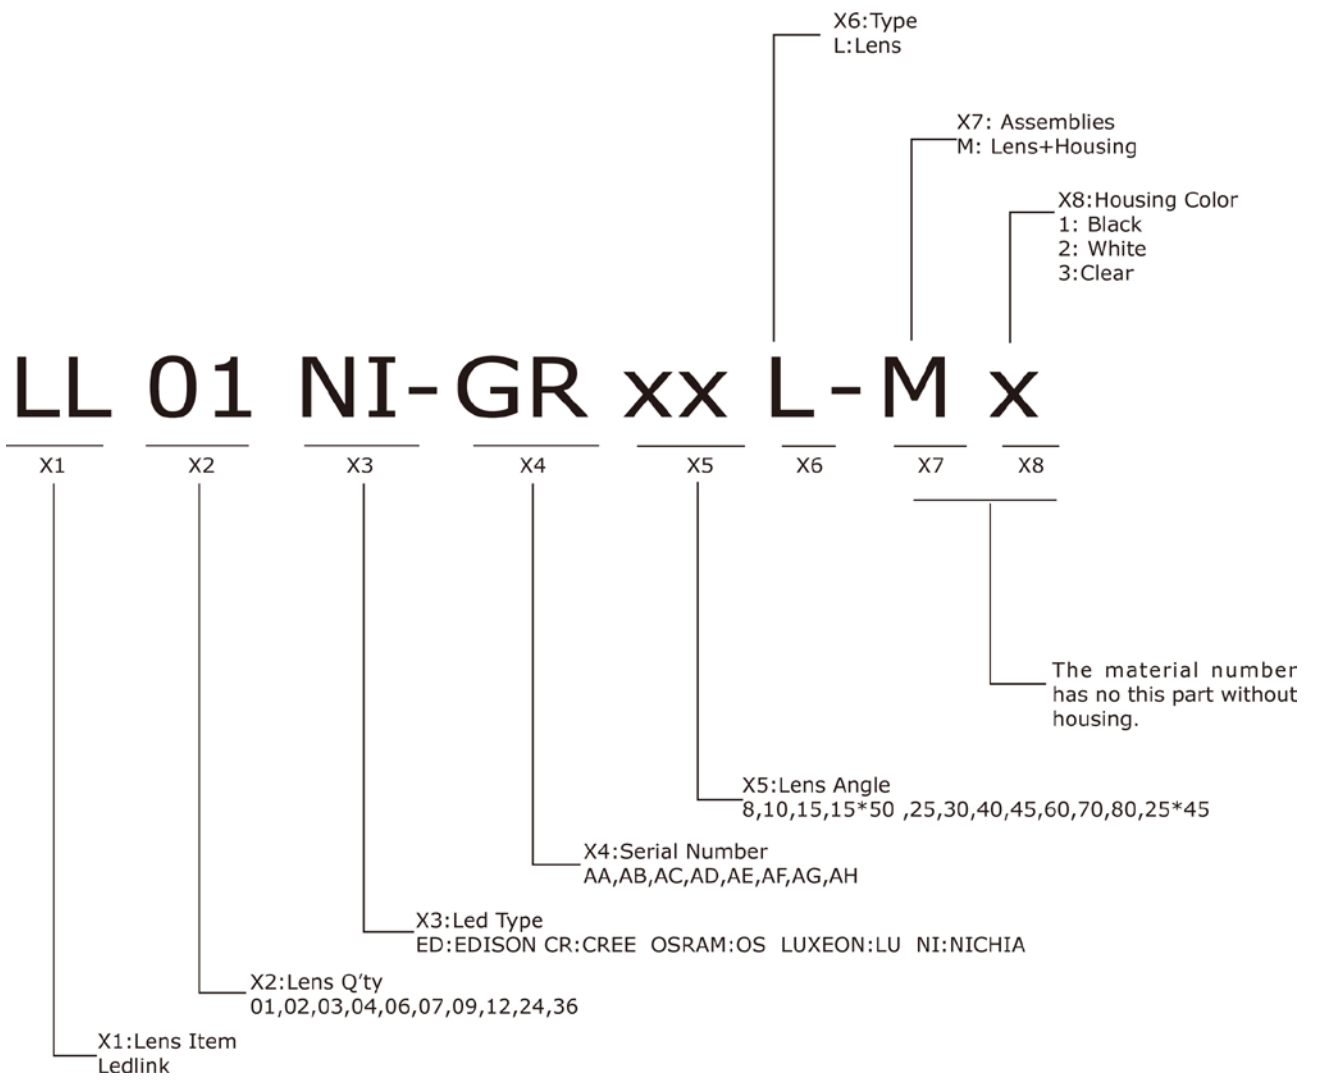 X6:Type
L:Lens
X7: Assemblies
M: Lens+Housing
X8:Housing Color
1: Black
2: White
3:Clear
LL 01 NI-GR xx L-M x
X1 X2 X3 X4 X5 X6 X7 X8
The material number
has no this part without
housing.
X5:Lens Angle
8,10,15,15*50 ,25,30,40,45,60,70,80,25*45
X4:Serial Number
AA,AB,AC,AD,AE,AF,AG,AH
X3:Led Type
ED:EDISON CR:CREE OSRAM:OS LUXEON:LU NI:NICHIA
X2:Lens Q'ty
01,02,03,04,06,07,09,12,24,36
X1:Lens Item
Ledlink